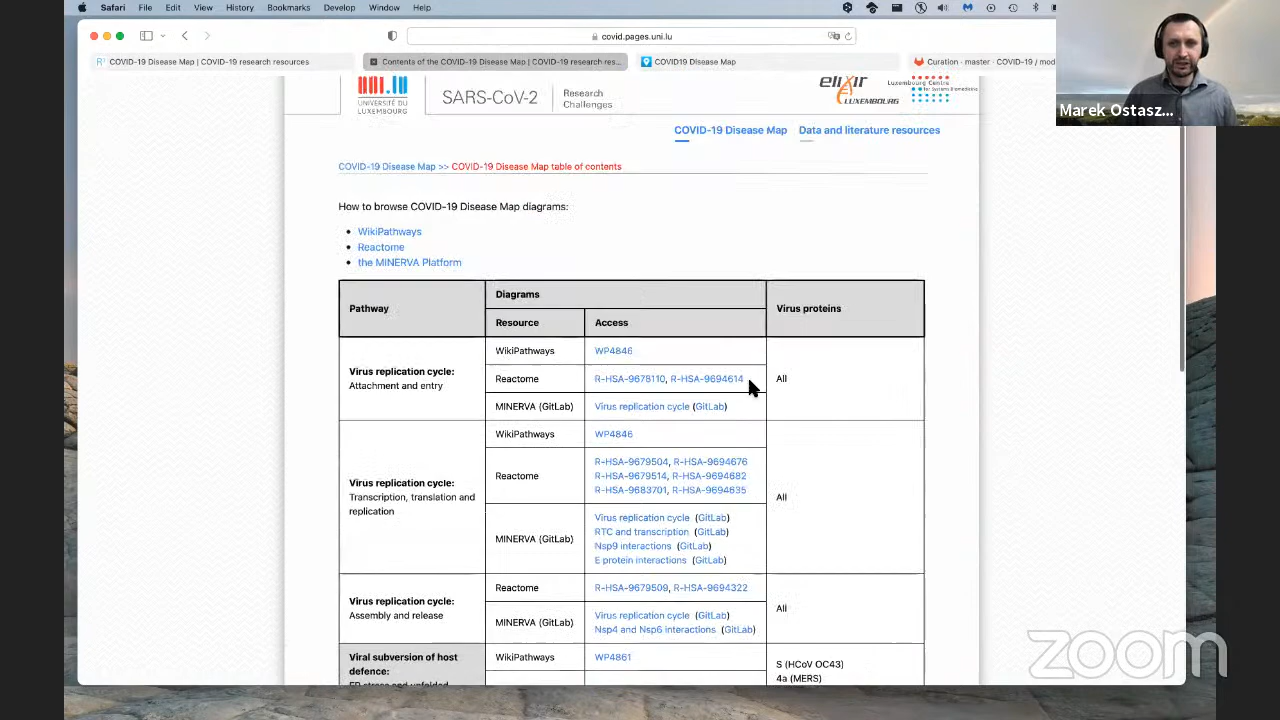 Safari File Edit View History Bookmarks Develop Window Help
covid.pages.uni.lu
COVID-19 Disease Map | COVID-19 research resources
Contents of the COVID-19 Disease Map | COVID-19 research res...
COVID19 Disease Map
Curation · master · COVID-19 / mod
Marek Ostasz...
UNIVERSITÉ DU
LUXEMBOURG
SARS-CoV-2
Research
Challenges
elixir
LUXEMBOURG
Luxembourg Centre
for Systems Biomedicine
COVID-19 Disease Map
Data and literature resources
COVID-19 Disease Map >> COVID-19 Disease Map table of contents
How to browse COVID-19 Disease Map diagrams:
WikiPathways
Reactome
the MINERVA Platform
Pathway
Diagrams
Virus proteins
Resource
Access
Virus replication cycle:
Attachment and entry
WikiPathways
WP4846
Reactome
R-HSA-9678110, R-HSA-9694614
MINERVA (GitLab)
Virus replication cycle (GitLab)
All
Virus replication cycle:
Transcription, translation and
replication
WikiPathways
WP4846
Reactome
R-HSA-9679504, R-HSA-9694676
R-HSA-9679514, R-HSA-9694682
R-HSA-9683701, R-HSA-9694635
MINERVA (GitLab)
Virus replication cycle (GitLab)
RTC and transcription (GitLab)
Nsp9 interactions (GitLab)
E protein interactions (GitLab)
All
Virus replication cycle:
Assembly and release
Reactome
R-HSA-9679509, R-HSA-9694322
MINERVA (GitLab)
Virus replication cycle (GitLab)
Nsp4 and Nsp6 interactions (GitLab)
All
Viral subversion of host
defence:
ER stress and unfolded
WikiPathways
WP4861
S (HCoV OC43)
4a (MERS)
zoom